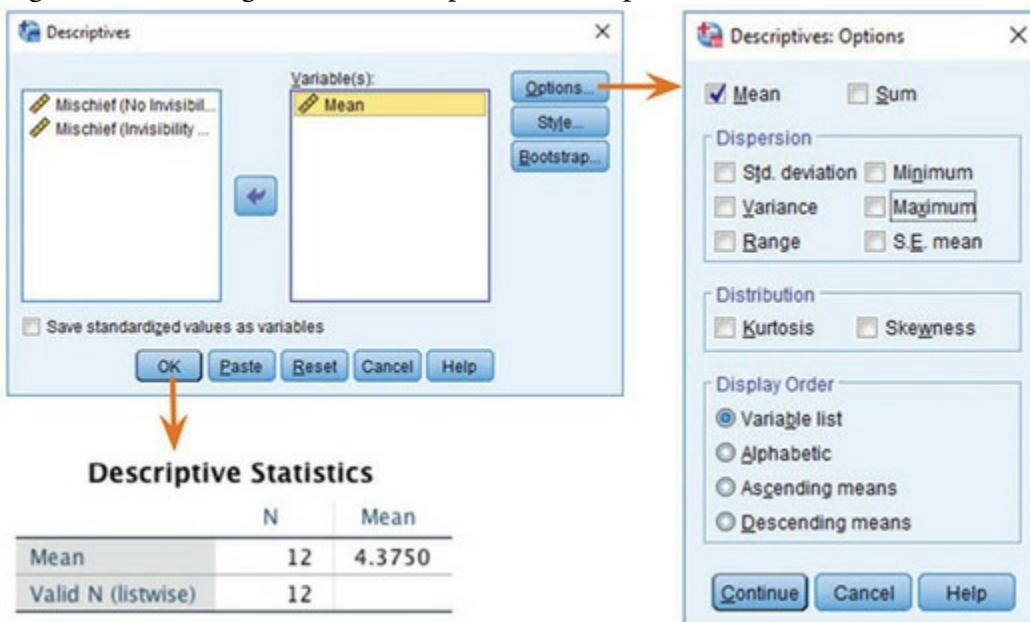 Descriptives
Variable(s):
Mischief (No Invisibil...
Mischief (Invisibility ...
Mean
Options...
Style...
Bootstrap...
Save standardized values as variables
OK
Paste
Reset
Cancel
Help
Descriptives: Options
Mean
Sum
Dispersion
Std. deviation
Minimum
Variance
Maximum
Range
S.E. mean
Distribution
Kurtosis
Skewness
Display Order
Variable list
Alphabetic
Ascending means
Descending means
Continue
Cancel
Help
Descriptive Statistics
N Mean
Mean 12 4.3750
Valid N (listwise) 12